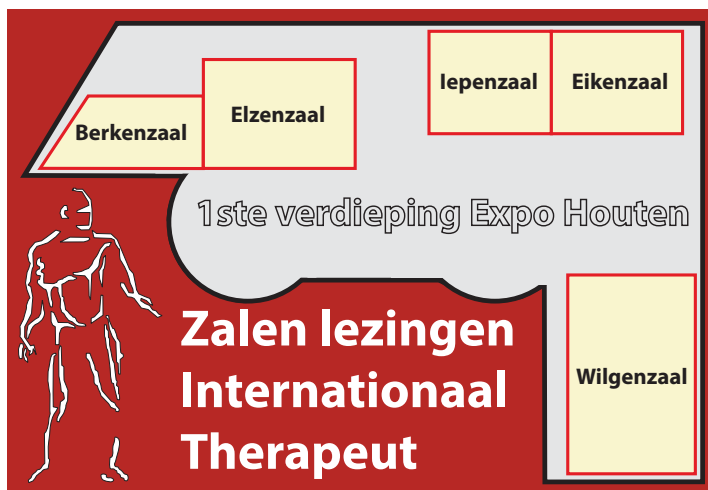 Iepenzaal
Eikenzaal
Elzenzaal
Berkenzaal
1ste verdieping Expo Houten
Zalen lezingen
Internationaal
Therapeut
Wilgenzaal